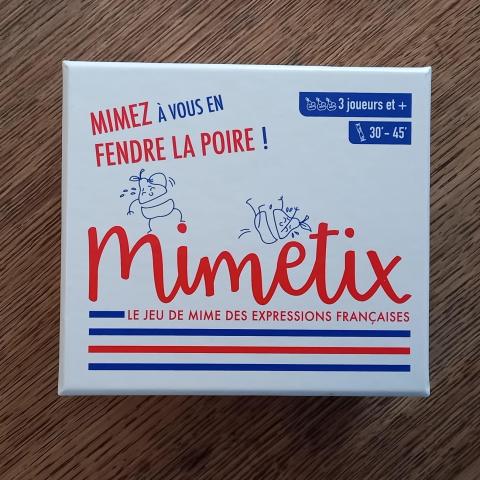 MIMEZ À VOUS EN
FENDRE LA POIRE !
3 joueurs et +
30'- 45'
Mimetix
LE JEU DE MIME DES EXPRESSIONS FRANÇAISES